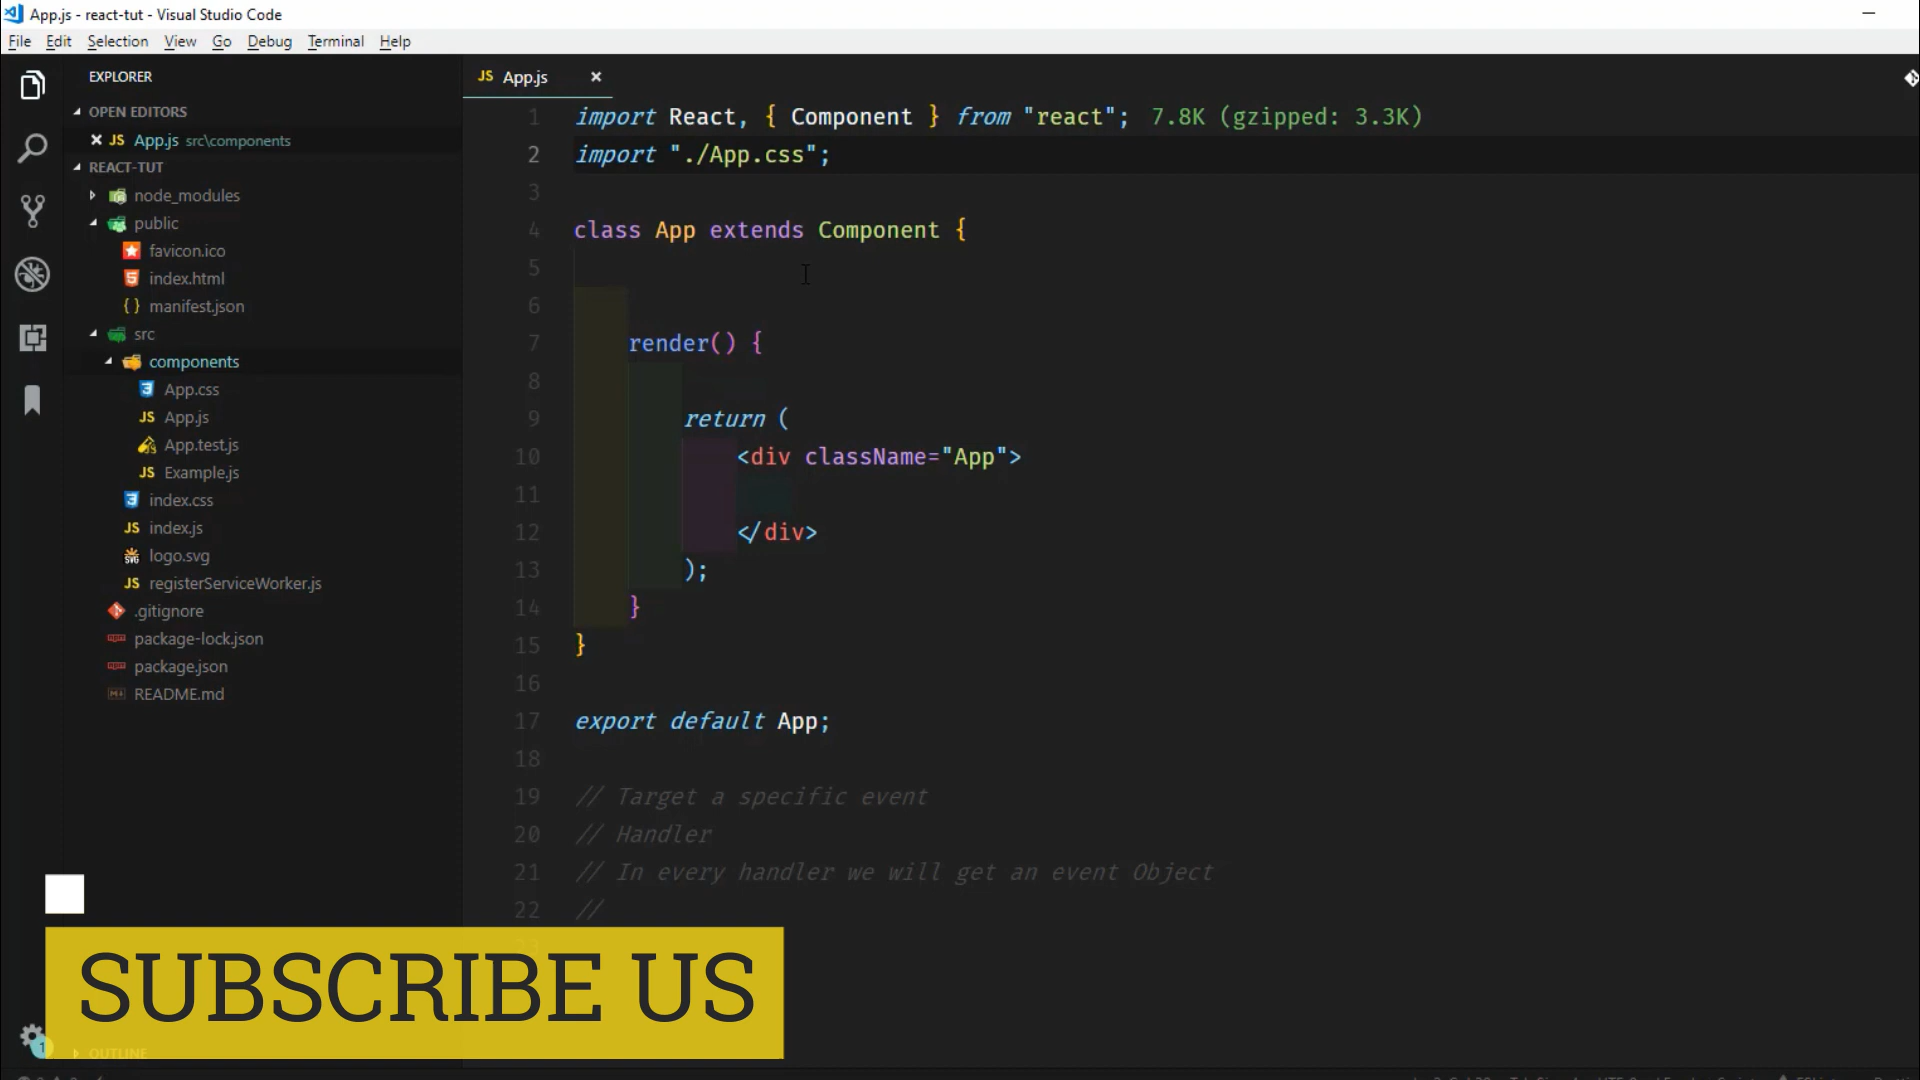 App.js - react-tut - Visual Studio Code
File Edit Selection View Go Debug Terminal Help
EXPLORER
OPEN EDITORS
JS App.js src\components
REACT-TUT
node_modules
public
favicon.ico
index.html
{ } manifest.json
src
components
App.css
JS App.js
App.test.js
JS Example.js
index.css
JS index.js
logo.svg
JS registerServiceWorker.js
.gitignore
package-lock.json
package.json
README.md
OUTLINE
1
JS App.js
1 import React, { Component } from "react"; 7.8K (gzipped: 3.3K)
2 import "./App.css";
3
4 class App extends Component {
5
6
7 render() {
8
9 return (
10 <div className="App">
11
12 </div>
13 );
14 }
15 }
16
17 export default App;
18
19 // Target a specific event
20 // Handler
21 // In every handler we will get an event Object
22 //
SUBSCRIBE US